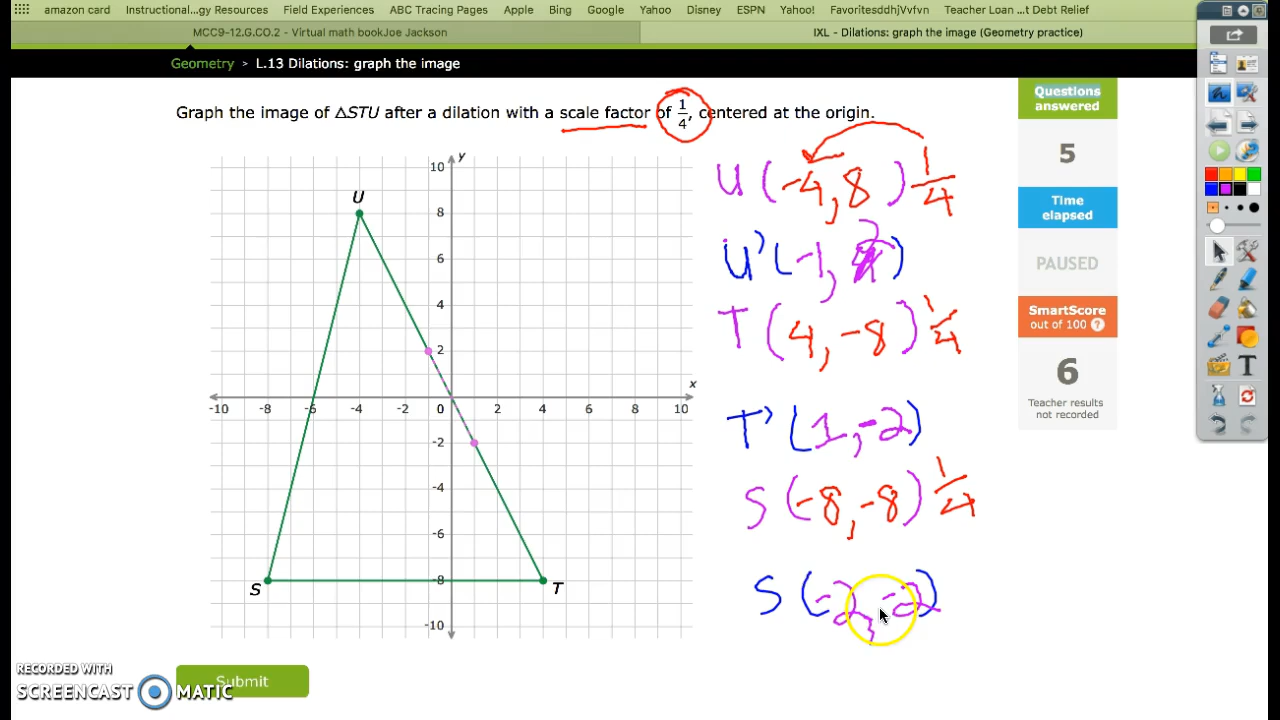 amazon card Instructional...gy Resources Field Experiences ABC Tracing Pages Apple Bing Google Yahoo Disney ESPN Yahoo! FavoritesddhjVvfvn Teacher Loan ...t Debt Relief
MCC9-12.G.CO.2 - Virtual math bookJoe Jackson IXL - Dilations: graph the image (Geometry practice)
Geometry > L.13 Dilations: graph the image
Graph the image of △STU after a dilation with a scale factor of 1/4, centered at the origin.
Questions answered
5
Time elapsed
PAUSED
SmartScore
out of 100 ?
6
Teacher results
not recorded
y
10
8
6
4
2
x
-10 -8 -6 -4 -2 0 2 4 6 8 10
-2
-4
-6
-8
-10
U
S
T
U (-4, 8) 1/4
U' (-1, 2)
T (4, -8) 1/4
T' (1, -2)
S (-8, -8) 1/4
S (-2, -2)
Submit
RECORDED WITH
SCREENCAST MATIC
T